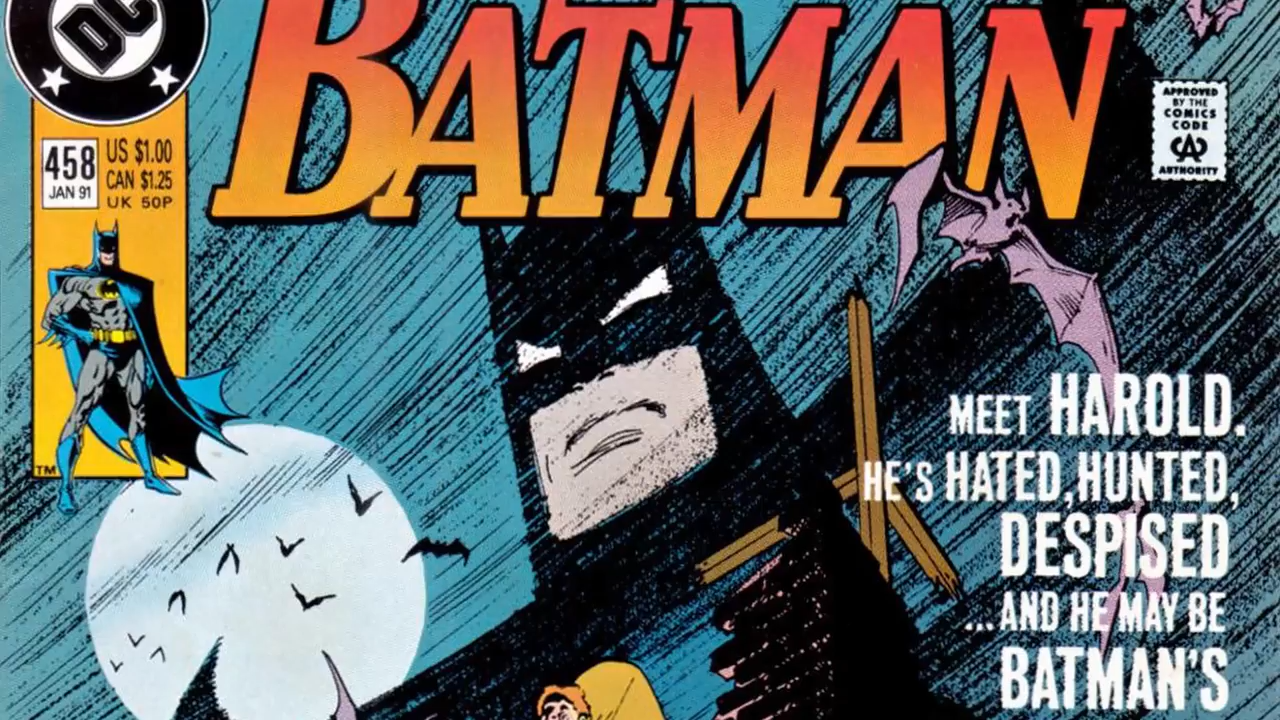 DC
BATMAN
458
JAN 91
US $1.00
CAN $1.25
UK 50P
APPROVED
BY THE
COMICS
CODE
CA
AUTHORITY
TM
MEET HAROLD.
HE'S HATED, HUNTED,
DESPISED
...AND HE MAY BE
BATMAN'S